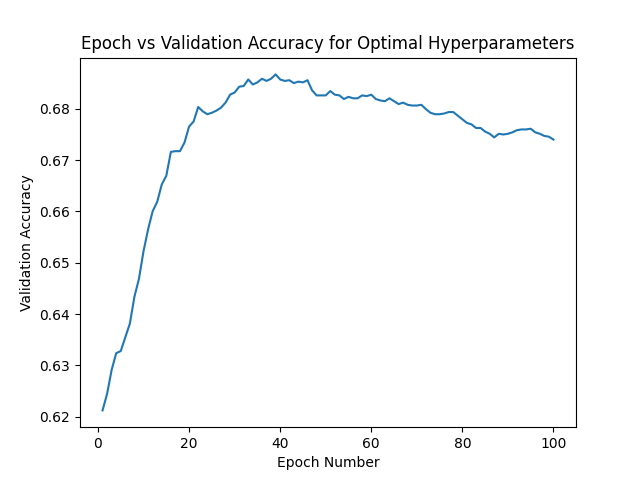 Epoch vs Validation Accuracy for Optimal Hyperparameters
0.68
0.67
0.66
0.65
0.64
0.63
0.62
Validation Accuracy
0 20 40 60 80 100
Epoch Number